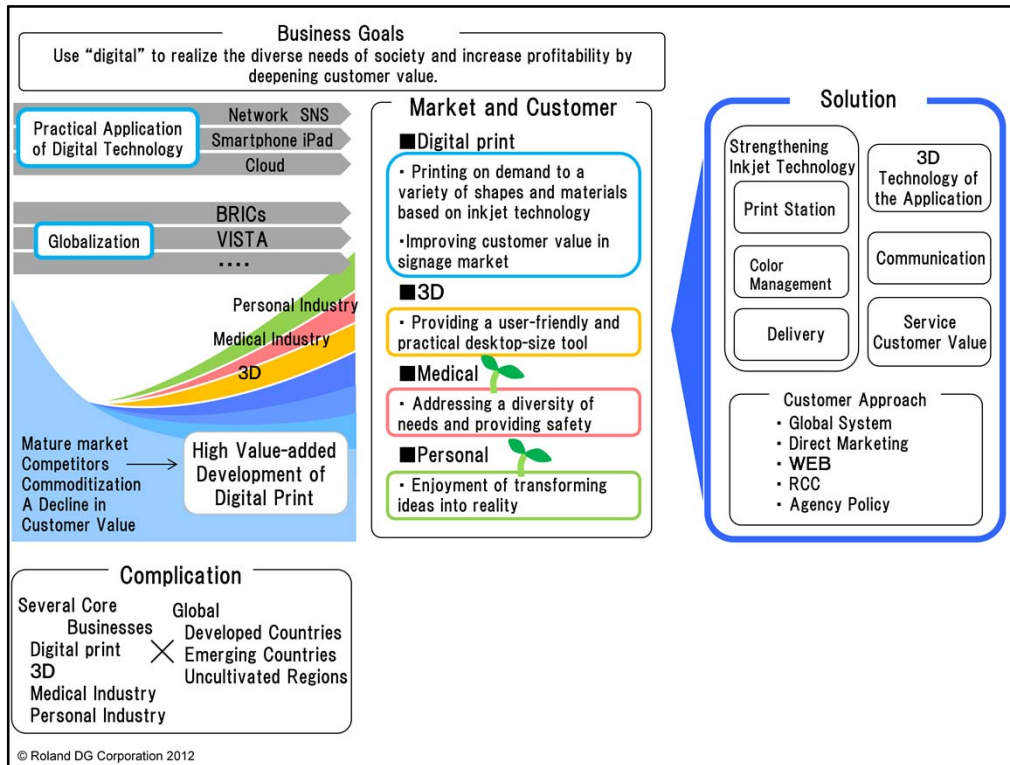 Business Goals
Use “digital” to realize the diverse needs of society and increase profitability by
deepening customer value.
Practical Application
of Digital Technology
Network SNS
Smartphone iPad
Cloud
Globalization
BRICs
VISTA
‥‥
Personal Industry
Medical Industry
3D
Mature market
Competitors
Commoditization
A Decline in
Customer Value
High Value-added
Development of
Digital Print
Market and Customer
■Digital print
・Printing on demand to a
variety of shapes and materials
based on inkjet technology
・Improving customer value in
signage market
■3D
・Providing a user-friendly and
practical desktop-size tool
■Medical
・Addressing a diversity of
needs and providing safety
■Personal
・Enjoyment of transforming
ideas into reality
Solution
Strengthening
Inkjet Technology
Print Station
Color
Management
Delivery
3D
Technology of
the Application
Communication
Service
Customer Value
Customer Approach
・Global System
・Direct Marketing
・WEB
・RCC
・Agency Policy
Complication
Several Core
Businesses
Digital print
3D
Medical Industry
Personal Industry
×
Global
Developed Countries
Emerging Countries
Uncultivated Regions
© Roland DG Corporation 2012